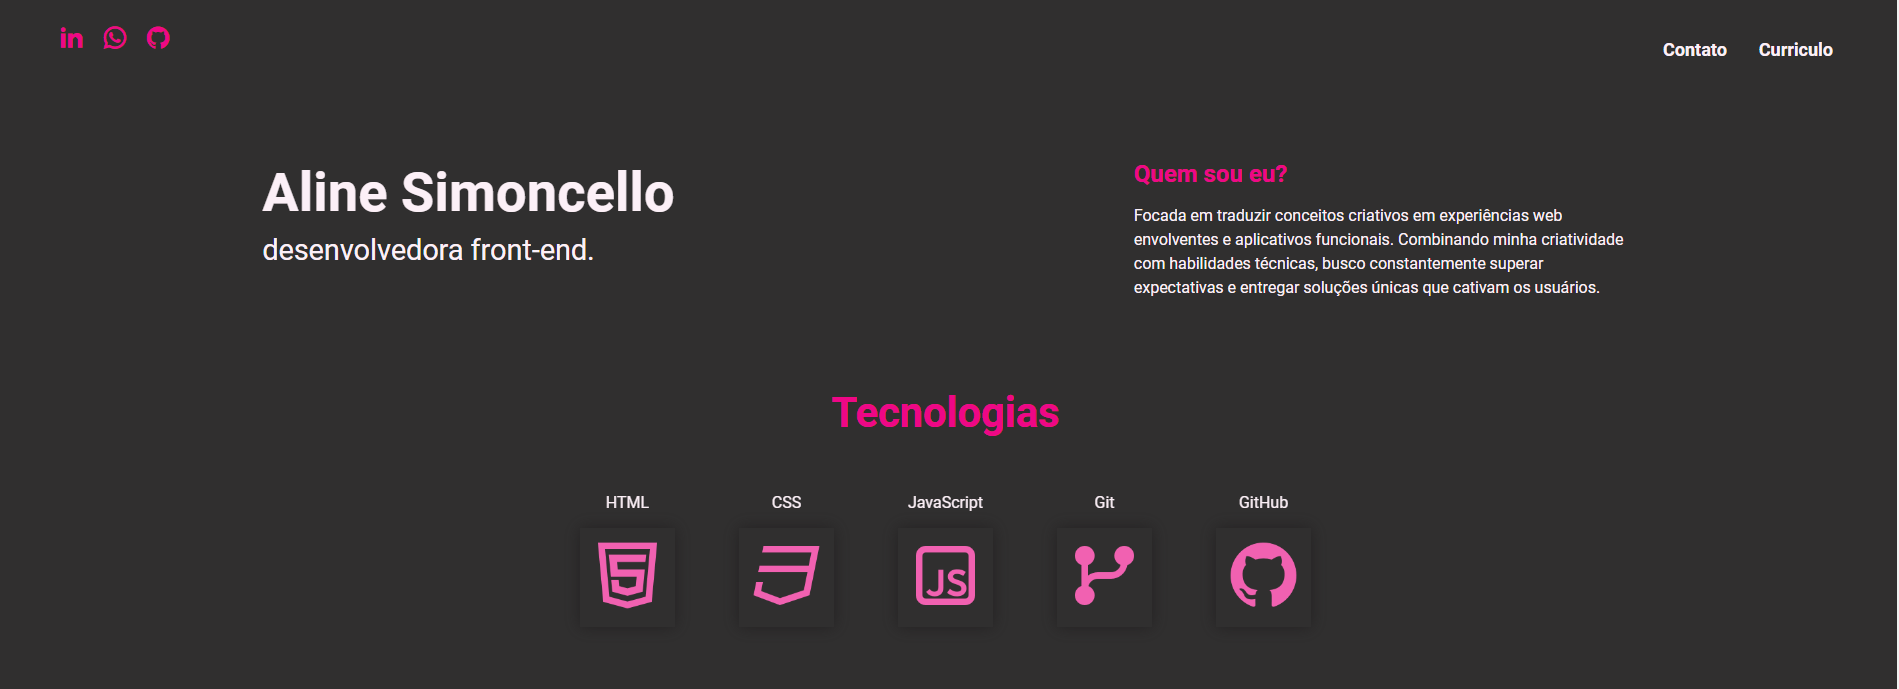 Contato Curriculo
Aline Simoncello
desenvolvedora front-end.
Quem sou eu?
Focada em traduzir conceitos criativos em experiências web
envolventes e aplicativos funcionais. Combinando minha criatividade
com habilidades técnicas, busco constantemente superar
expectativas e entregar soluções únicas que cativam os usuários.
Tecnologias
HTML CSS JavaScript Git GitHub
JS